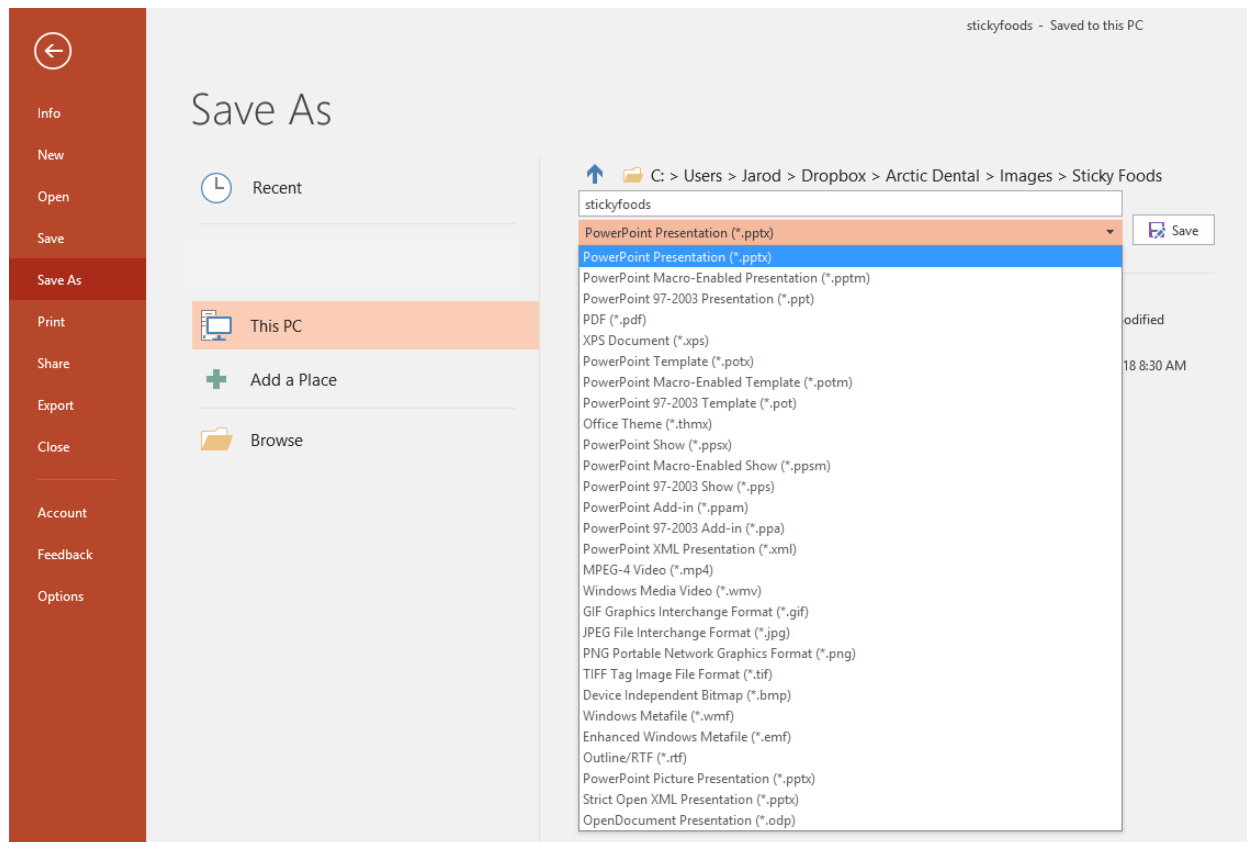 stickyfoods - Saved to this PC
Info
New
Open
Save
Save As
Print
Share
Export
Close
Account
Feedback
Options
Save As
Recent
This PC
Add a Place
Browse
C: > Users > Jarod > Dropbox > Arctic Dental > Images > Sticky Foods
stickyfoods
PowerPoint Presentation (*.pptx)
Save
PowerPoint Presentation (*.pptx)
PowerPoint Macro-Enabled Presentation (*.pptm)
PowerPoint 97-2003 Presentation (*.ppt)
PDF (*.pdf)
XPS Document (*.xps)
PowerPoint Template (*.potx)
PowerPoint Macro-Enabled Template (*.potm)
PowerPoint 97-2003 Template (*.pot)
Office Theme (*.thmx)
PowerPoint Show (*.ppsx)
PowerPoint Macro-Enabled Show (*.ppsm)
PowerPoint 97-2003 Show (*.pps)
PowerPoint Add-in (*.ppam)
PowerPoint 97-2003 Add-in (*.ppa)
PowerPoint XML Presentation (*.xml)
MPEG-4 Video (*.mp4)
Windows Media Video (*.wmv)
GIF Graphics Interchange Format (*.gif)
JPEG File Interchange Format (*.jpg)
PNG Portable Network Graphics Format (*.png)
TIFF Tag Image File Format (*.tif)
Device Independent Bitmap (*.bmp)
Windows Metafile (*.wmf)
Enhanced Windows Metafile (*.emf)
Outline/RTF (*.rtf)
PowerPoint Picture Presentation (*.pptx)
Strict Open XML Presentation (*.pptx)
OpenDocument Presentation (*.odp)
odified
18 8:30 AM